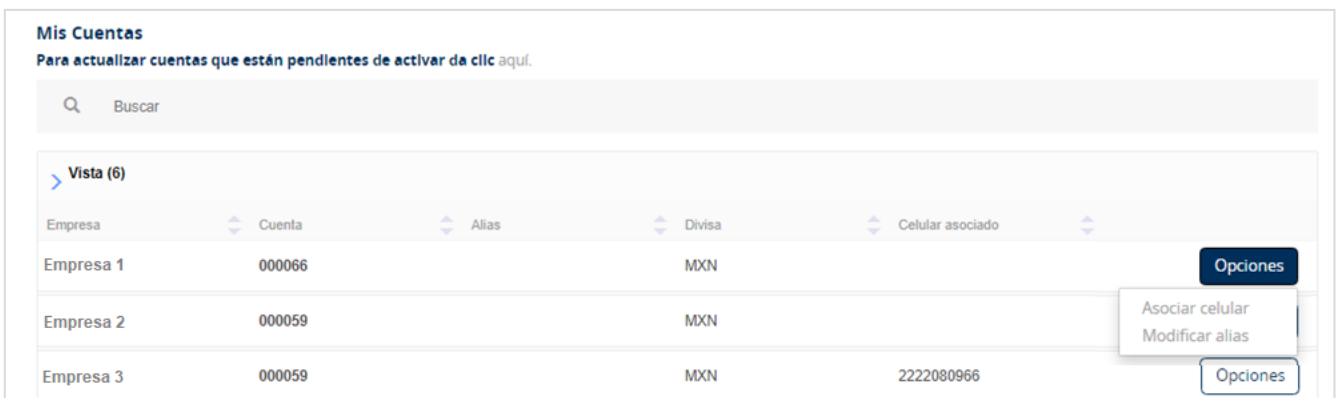 Mis Cuentas
Para actualizar cuentas que están pendientes de activar da clic aquí.
Buscar
Vista (6)
Empresa Cuenta Alias Divisa Celular asociado
Empresa 1 000066 MXN Opciones
Asociar celular
Empresa 2 000059 MXN
Modificar alias
Empresa 3 000059 MXN 2222080966 Opciones